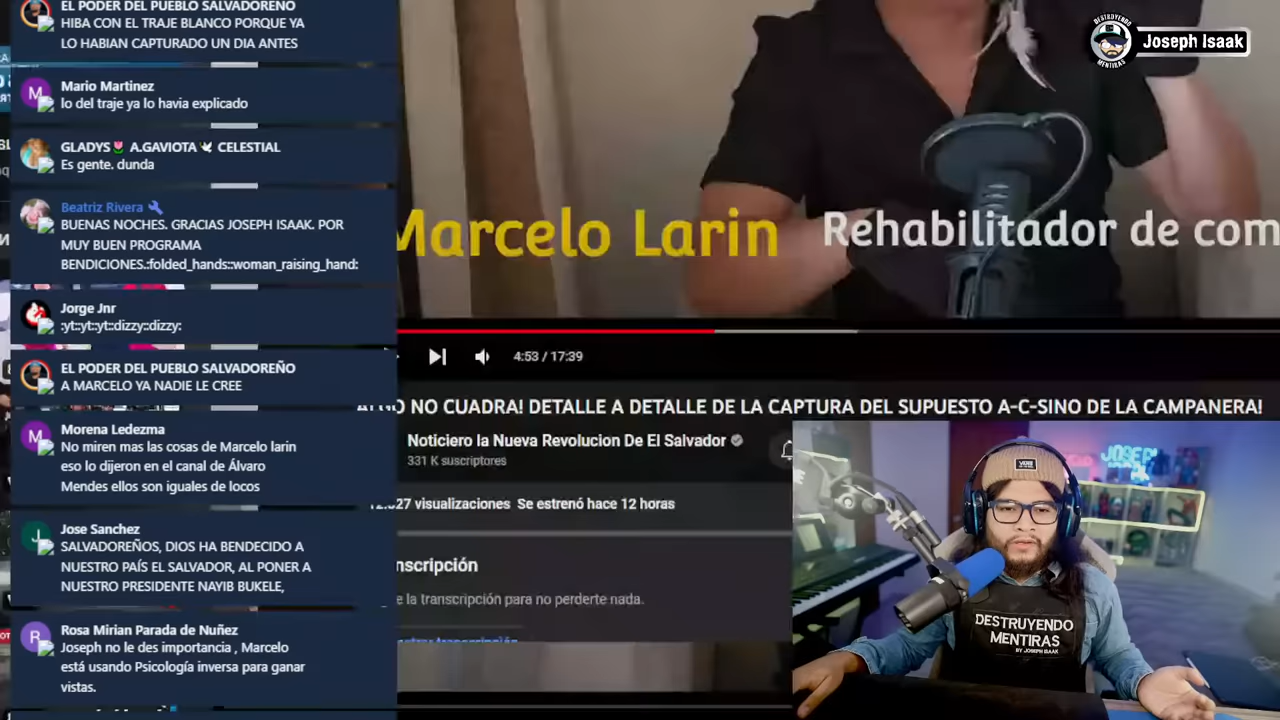 EL PODER DEL PUEBLO SALVADOREÑO
HIBA CON EL TRAJE BLANCO PORQUE YA
LO HABIAN CAPTURADO UN DIA ANTES
Mario Martinez
lo del traje ya lo havia explicado
GLADYS🌷 A.GAVIOTA 🕊 CELESTIAL
Es gente. dunda
Beatriz Rivera
BUENAS NOCHES. GRACIAS JOSEPH ISAAK. POR
MUY BUEN PROGRAMA
BENDICIONES.:folded_hands::woman_raising_hand:
Jorge Jnr
:yt::yt::yt::dizzy::dizzy:
EL PODER DEL PUEBLO SALVADOREÑO
A MARCELO YA NADIE LE CREE
Morena Ledezma
No miren mas las cosas de Marcelo larin
eso lo dijeron en el canal de Álvaro
Mendes ellos son iguales de locos
Jose Sanchez
SALVADOREÑOS, DIOS HA BENDECIDO A
NUESTRO PAÍS EL SALVADOR, AL PONER A
NUESTRO PRESIDENTE NAYIB BUKELE,
Rosa Mirian Parada de Nuñez
Joseph no le des importancia , Marcelo
está usando Psicología inversa para ganar
vistas.
DESTRUYENDO
MENTIRAS
Joseph Isaak
Marcelo Larin
Rehabilitador de com
4:53 / 17:39
NO CUADRA! DETALLE A DETALLE DE LA CAPTURA DEL SUPUESTO A-C-SINO DE LA CAMPANERA!
Noticiero la Nueva Revolucion De El Salvador
331 K suscriptores
visualizaciones Se estrenó hace 12 horas
nscripción
e la transcripción para no perderte nada.
VANS
JOSEPH
DESTRUYENDO
MENTIRAS
BY JOSEPH ISAAK